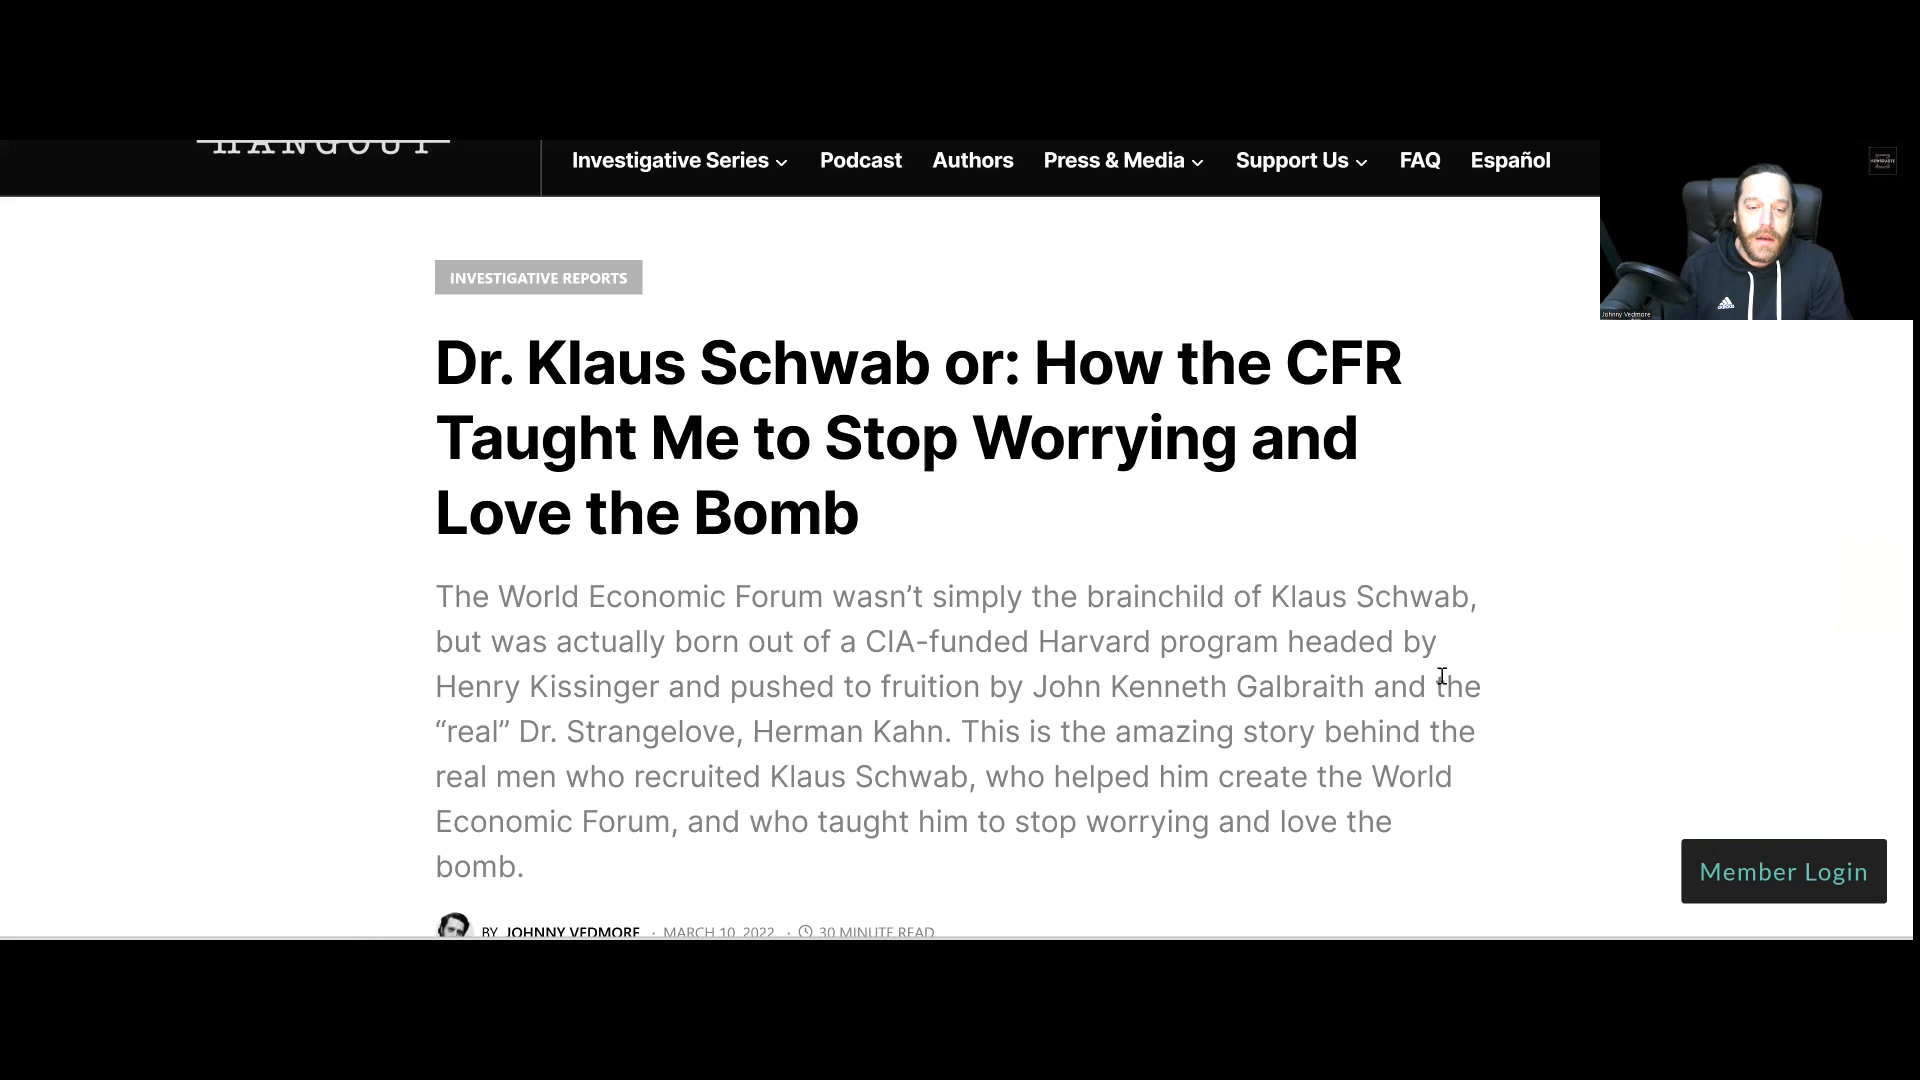 HANGOUT
Investigative Series Podcast Authors Press & Media Support Us FAQ Español
Johnny Vedmore
INVESTIGATIVE REPORTS
Dr. Klaus Schwab or: How the CFR
Taught Me to Stop Worrying and
Love the Bomb
The World Economic Forum wasn’t simply the brainchild of Klaus Schwab,
but was actually born out of a CIA-funded Harvard program headed by
Henry Kissinger and pushed to fruition by John Kenneth Galbraith and the
“real” Dr. Strangelove, Herman Kahn. This is the amazing story behind the
real men who recruited Klaus Schwab, who helped him create the World
Economic Forum, and who taught him to stop worrying and love the
bomb.
Member Login
BY JOHNNY VEDMORE · MARCH 10, 2022 · 30 MINUTE READ